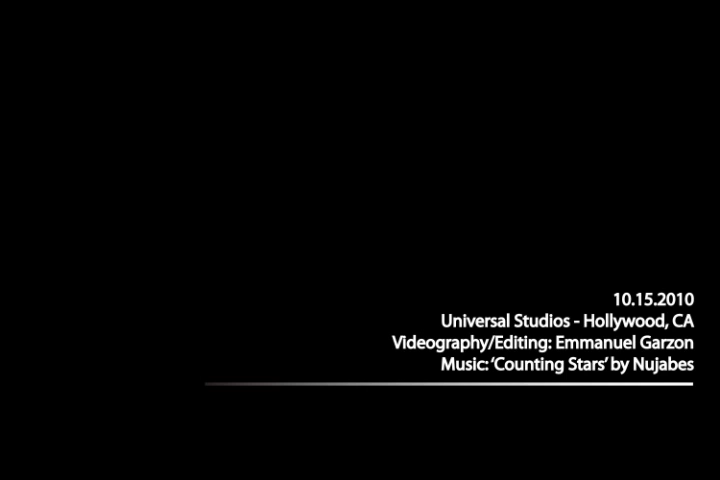 10.15.2010
Universal Studios - Hollywood, CA
Videography/Editing: Emmanuel Garzon
Music: ‘Counting Stars’ by Nujabes